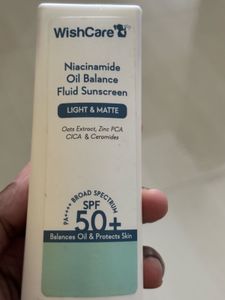 WishCare
Niacinamide
Oil Balance
Fluid Sunscreen
LIGHT & MATTE
Oats Extract, Zinc PCA
CICA & Ceramides
PA++++ BROAD SPECTRUM
SPF
50+
Balances Oil & Protects Skin